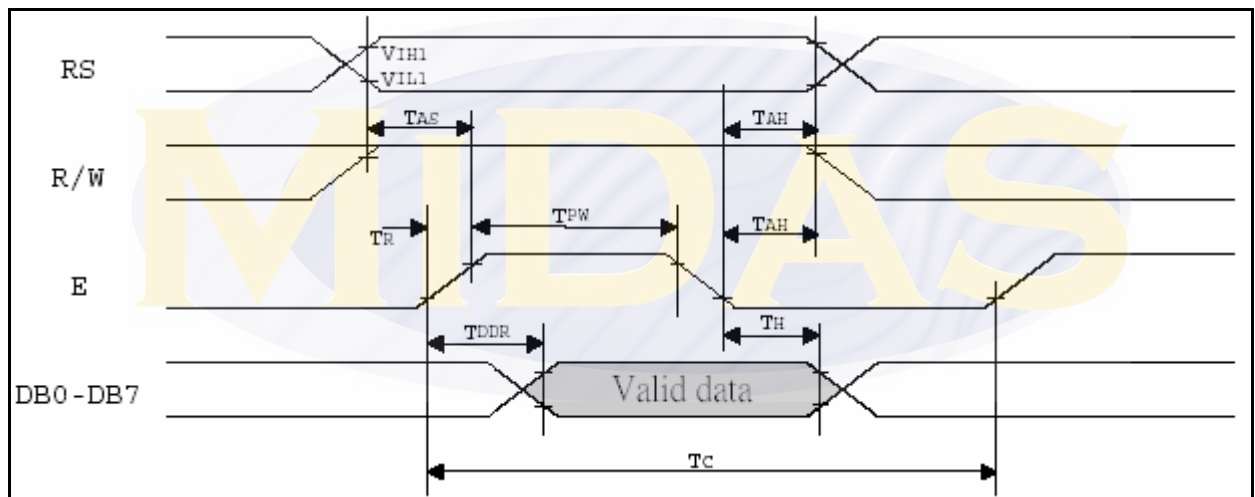 RS
VIH1
VIL1
TAS
TAH
R/W
TPW
TR
TAH
E
TDDR
TH
DB0-DB7
Valid data
TC
MIDAS